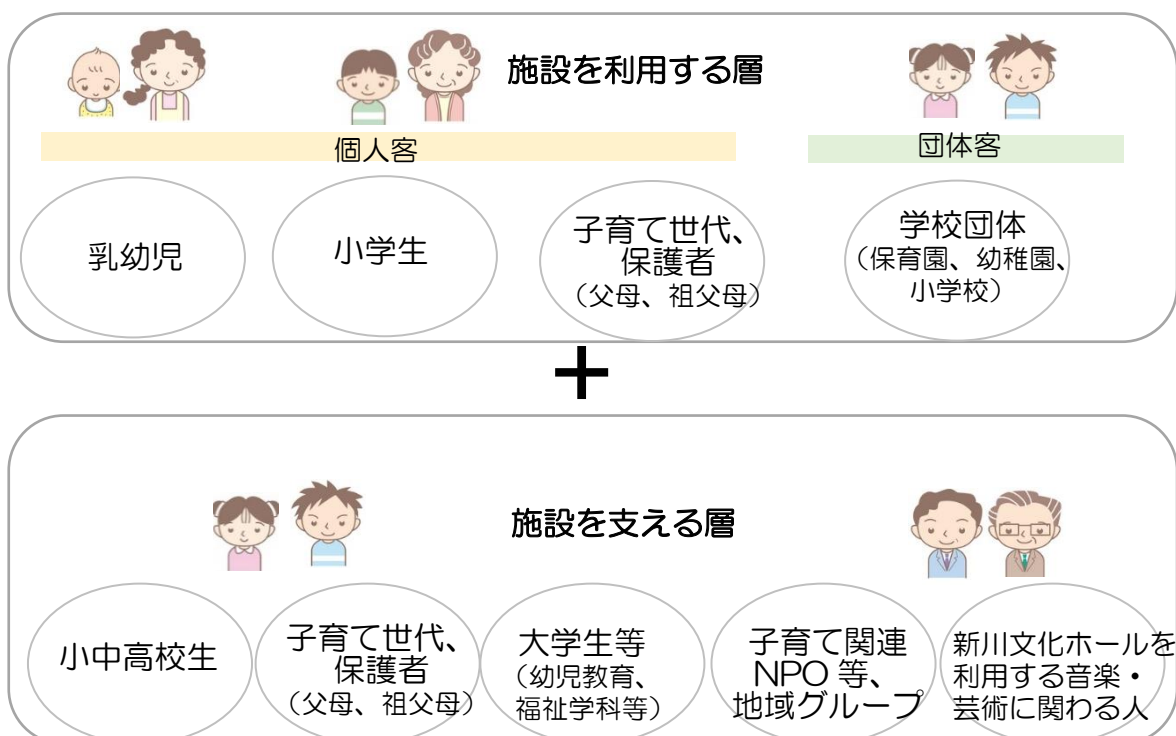 施設を利用する層
個人客
団体客
乳幼児
小学生
子育て世代、
保護者
（父母、祖父母）
学校団体
（保育園、幼稚園、
小学校）
＋
施設を支える層
小中高校生
子育て世代、
保護者
（父母、祖父母）
大学生等
（幼児教育、
福祉学科等）
子育て関連
NPO 等、
地域グループ
新川文化ホールを
利用する音楽・
芸術に関わる人